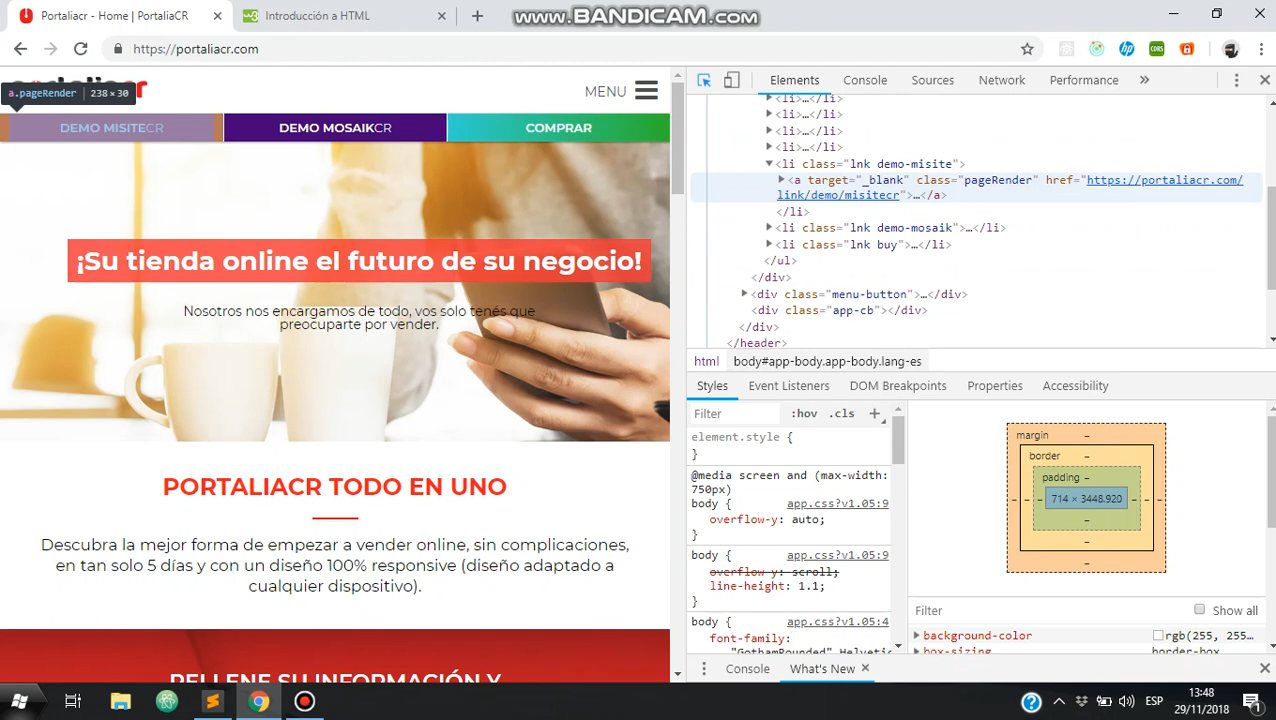 Portaliacr - Home | PortaliaCR
Introducción a HTML
www.BANDICAM.com
https://portaliacr.com
a.pageRender | 238 × 30
MENU
DEMO MISITECR
DEMO MOSAIKCR
COMPRAR
¡Su tienda online el futuro de su negocio!
Nosotros nos encargamos de todo, vos solo tenés que
preocuparte por vender.
PORTALIACR TODO EN UNO
Descubra la mejor forma de empezar a vender online, sin complicaciones,
en tan solo 5 días y con un diseño 100% responsive (diseño adaptado a
cualquier dispositivo).
RELLENE SU INFORMACIÓN Y
Elements Console Sources Network Performance
<li>…</li>
<li>…</li>
<li>…</li>
<li>…</li>
<li class="lnk demo-misite">
<a target="_blank" class="pageRender" href="https://portaliacr.com/
link/demo/misitecr">…</a>
</li>
<li class="lnk demo-mosaik">…</li>
<li class="lnk buy">…</li>
</ul>
</div>
<div class="menu-button">…</div>
<div class="app-cb"></div>
</div>
</header>
html body#app-body.app-body.lang-es
Styles Event Listeners DOM Breakpoints Properties Accessibility
Filter :hov .cls +
element.style {
}
@media screen and (max-width:
750px)
body { app.css?v1.05:9
overflow-y: auto;
}
body { app.css?v1.05:9
overflow-y: scroll;
line-height: 1.1;
}
body { app.css?v1.05:4
font-family:
"GothamRounded",Helvetic
margin –
border –
padding –
– – – 714 × 3448.920 – – –
–
–
–
Filter Show all
background-color rgb(255, 255…
box-sizing border-box
Console What's New
ESP
13:48
29/11/2018
1